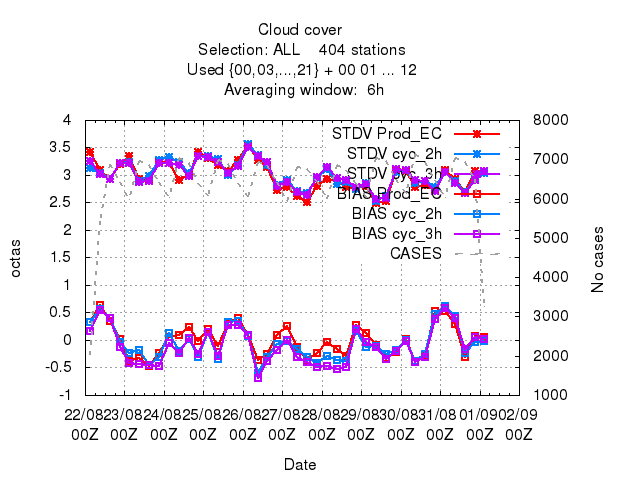 Cloud cover
Selection: ALL    404 stations
Used {00,03,...,21} + 00 01 ... 12
Averaging window:  6h
4
3.5
3
2.5
2
1.5
1
0.5
0
-0.5
-1
octas
8000
7000
6000
5000
4000
3000
2000
1000
No cases
STDV Prod_EC
STDV cyc_2h
STDV cyc_3h
BIAS Prod_EC
BIAS cyc_2h
BIAS cyc_3h
CASES
22/08 23/08 24/08 25/08 26/08 27/08 28/08 29/08 30/08 31/08 01/09 02/09
00Z 00Z 00Z 00Z 00Z 00Z 00Z 00Z 00Z 00Z 00Z 00Z
Date